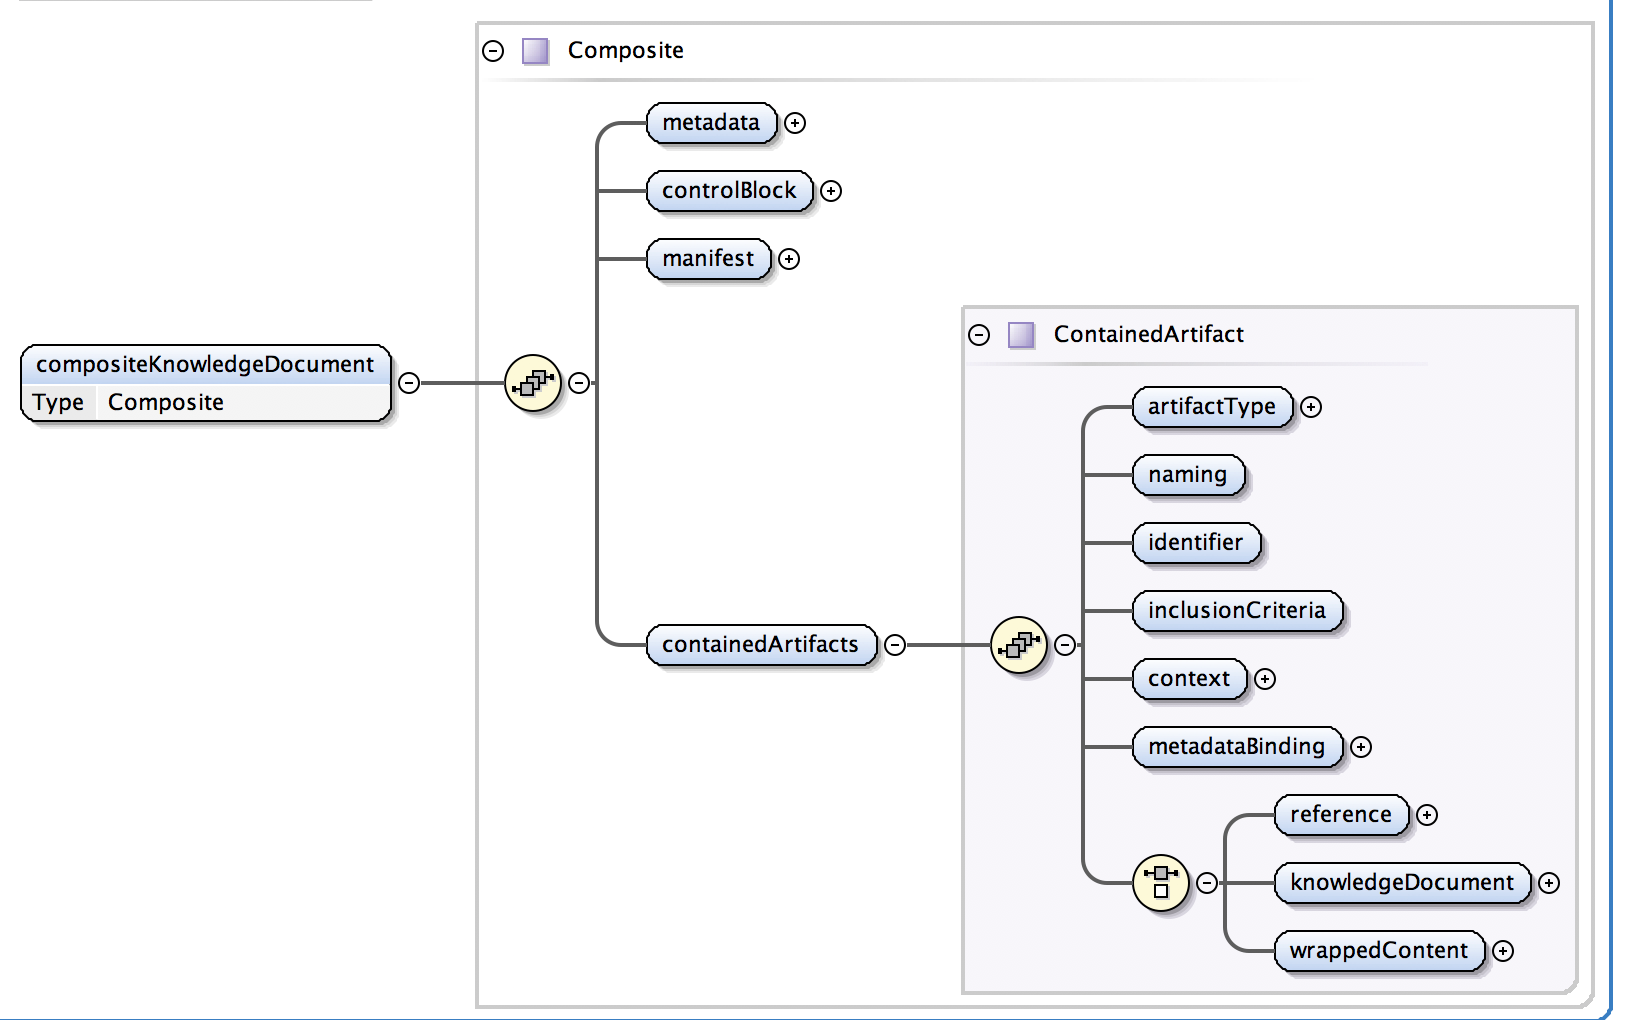 Composite
metadata
controlBlock
manifest
compositeKnowledgeDocument
Type Composite
containedArtifacts
ContainedArtifact
artifactType
naming
identifier
inclusionCriteria
context
metadataBinding
reference
knowledgeDocument
wrappedContent